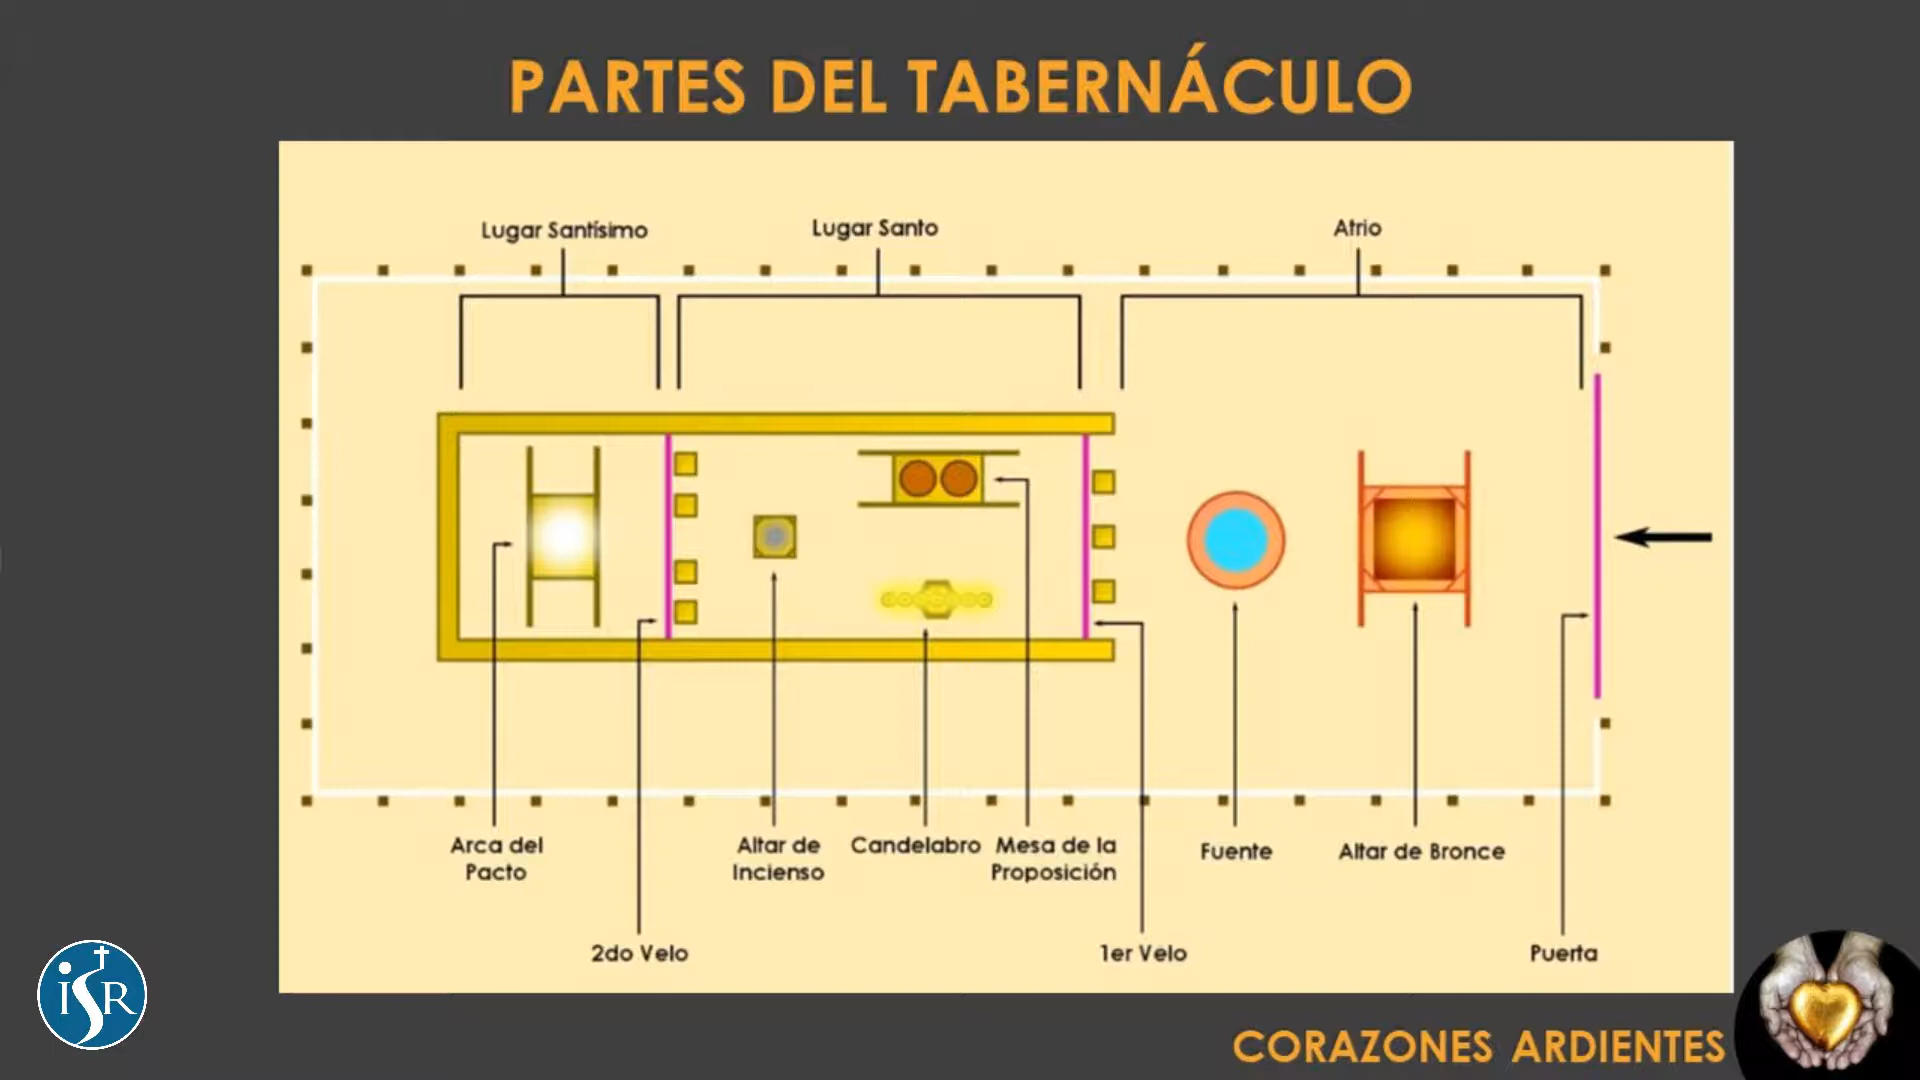 PARTES DEL TABERNÁCULO
Lugar Santísimo
Lugar Santo
Atrio
Arca del
Pacto
Altar de
Incienso
Candelabro
Mesa de la
Proposición
Fuente
Altar de Bronce
2do Velo
1er Velo
Puerta
iSR
CORAZONES ARDIENTES